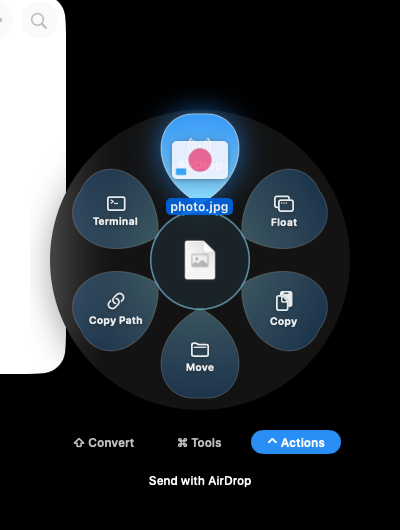 photo.jpg
Terminal
Float
Copy Path
Copy
Move
⇧ Convert
⌘ Tools
⌃ Actions
Send with AirDrop